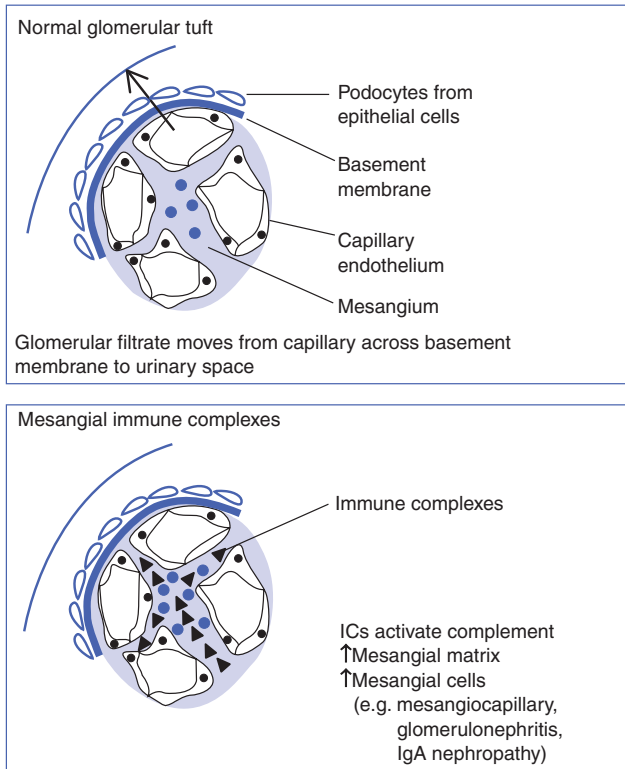 Normal glomerular tuft
Podocytes from
epithelial cells
Basement
membrane
Capillary
endothelium
Mesangium
Glomerular filtrate moves from capillary across basement
membrane to urinary space
Mesangial immune complexes
Immune complexes
ICs activate complement
↑Mesangial matrix
↑Mesangial cells
(e.g. mesangiocapillary,
glomerulonephritis,
IgA nephropathy)